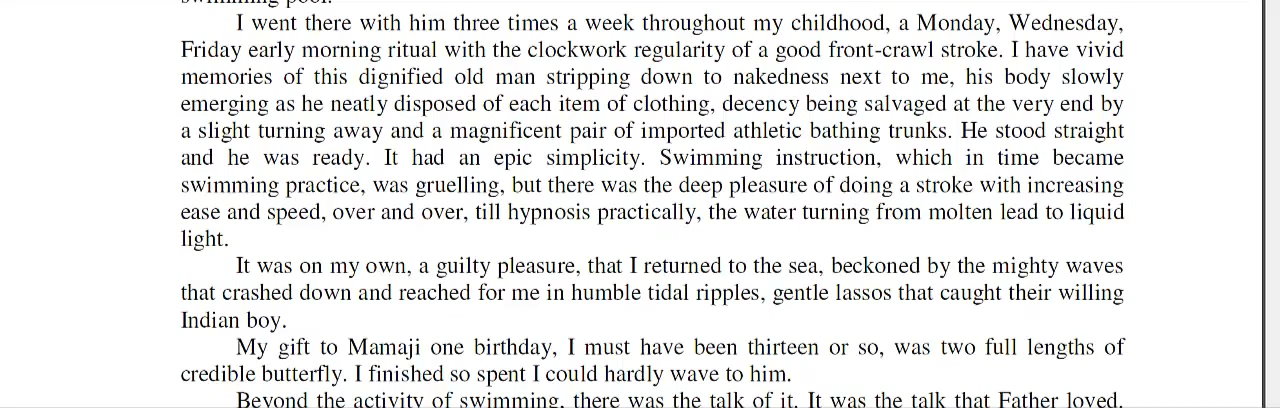 swimming pool.
I went there with him three times a week throughout my childhood, a Monday, Wednesday,
Friday early morning ritual with the clockwork regularity of a good front-crawl stroke. I have vivid
memories of this dignified old man stripping down to nakedness next to me, his body slowly
emerging as he neatly disposed of each item of clothing, decency being salvaged at the very end by
a slight turning away and a magnificent pair of imported athletic bathing trunks. He stood straight
and he was ready. It had an epic simplicity. Swimming instruction, which in time became
swimming practice, was gruelling, but there was the deep pleasure of doing a stroke with increasing
ease and speed, over and over, till hypnosis practically, the water turning from molten lead to liquid
light.
It was on my own, a guilty pleasure, that I returned to the sea, beckoned by the mighty waves
that crashed down and reached for me in humble tidal ripples, gentle lassos that caught their willing
Indian boy.
My gift to Mamaji one birthday, I must have been thirteen or so, was two full lengths of
credible butterfly. I finished so spent I could hardly wave to him.
Beyond the activity of swimming, there was the talk of it. It was the talk that Father loved.